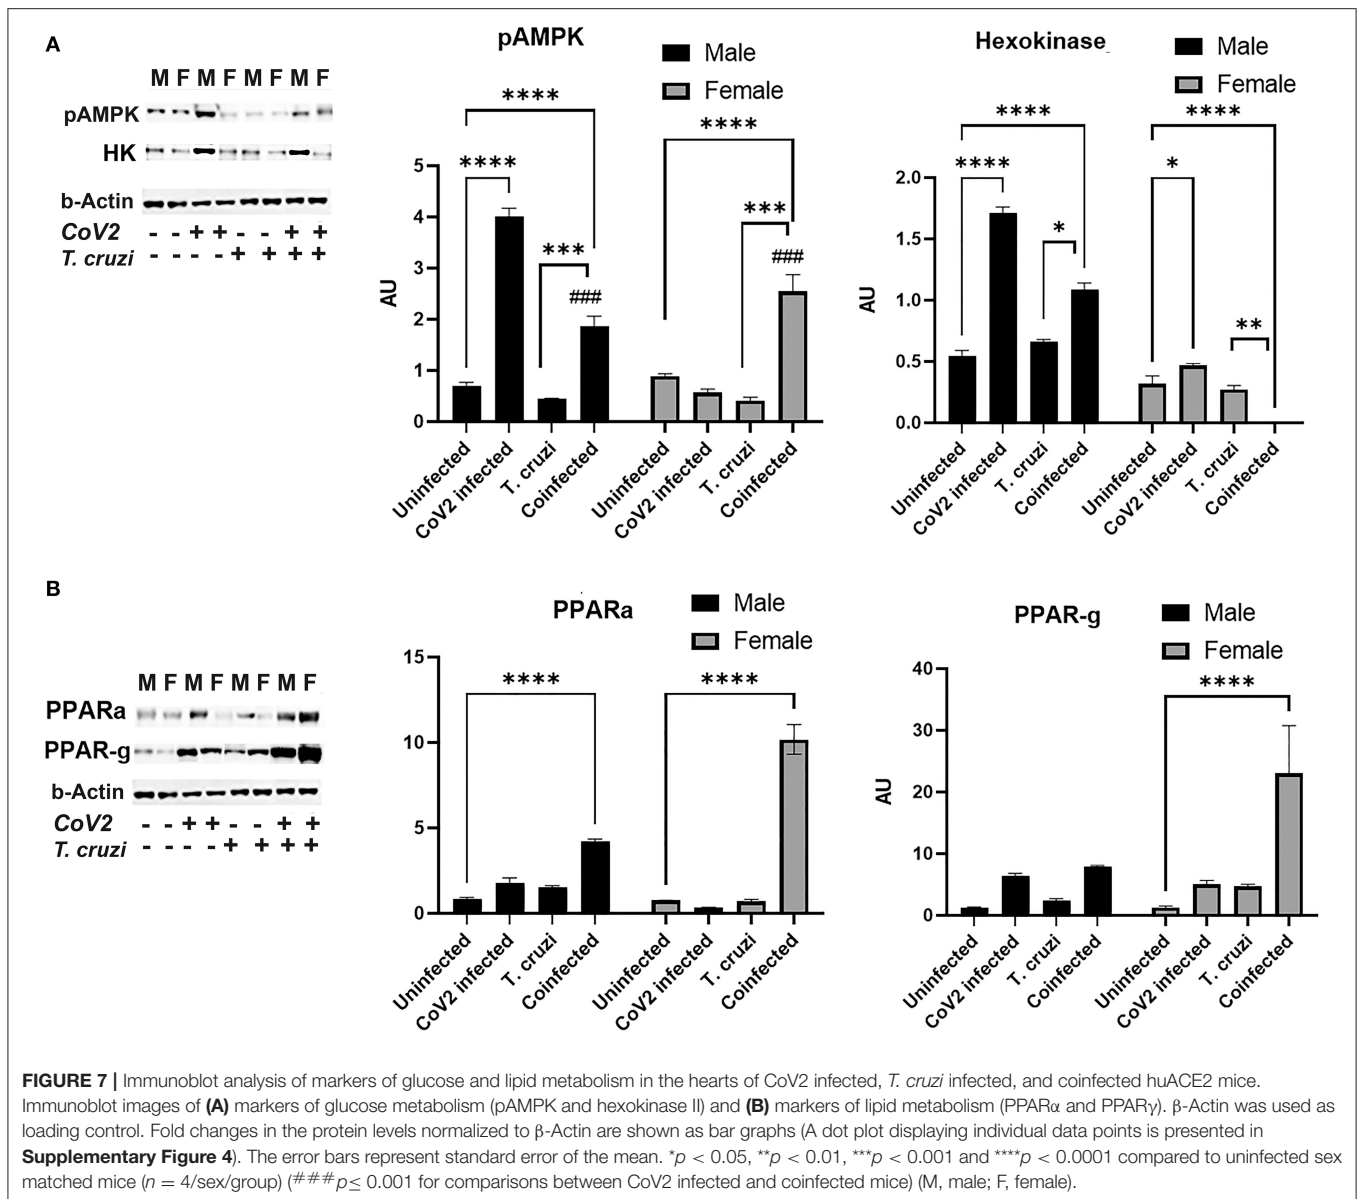 A
M F M F M F M F
pAMPK
HK
b-Actin
CoV2 - - + + - - + +
T. cruzi - - - - + + + +
pAMPK
Male
Female
****
****
****
****
***
***
###
###
AU
5
4
3
2
1
0
Uninfected
CoV2 infected
T. cruzi
Coinfected
Uninfected
CoV2 infected
T. cruzi
Coinfected
Hexokinase
Male
Female
****
****
****
*
*
**
AU
2.0
1.5
1.0
0.5
0.0
Uninfected
CoV2 infected
T. cruzi
Coinfected
Uninfected
CoV2 infected
T. cruzi
Coinfected
B
M F M F M F M F
PPARa
PPAR-g
b-Actin
CoV2 - - + + - - + +
T. cruzi - - - - + + + +
PPARa
Male
Female
****
****
15
10
5
0
Uninfected
CoV2 infected
T. cruzi
Coinfected
Uninfected
CoV2 infected
T. cruzi
Coinfected
PPAR-g
Male
Female
****
AU
40
30
20
10
0
Uninfected
CoV2 infected
T. cruzi
Coinfected
Uninfected
CoV2 infected
T. cruzi
Coinfected
FIGURE 7 | Immunoblot analysis of markers of glucose and lipid metabolism in the hearts of CoV2 infected, T. cruzi infected, and coinfected huACE2 mice.
Immunoblot images of (A) markers of glucose metabolism (pAMPK and hexokinase II) and (B) markers of lipid metabolism (PPARα and PPARγ). β-Actin was used as
loading control. Fold changes in the protein levels normalized to β-Actin are shown as bar graphs (A dot plot displaying individual data points is presented in
Supplementary Figure 4). The error bars represent standard error of the mean. *p < 0.05, **p < 0.01, ***p < 0.001 and ****p < 0.0001 compared to uninfected sex
matched mice (n = 4/sex/group) (###p≤ 0.001 for comparisons between CoV2 infected and coinfected mice) (M, male; F, female).